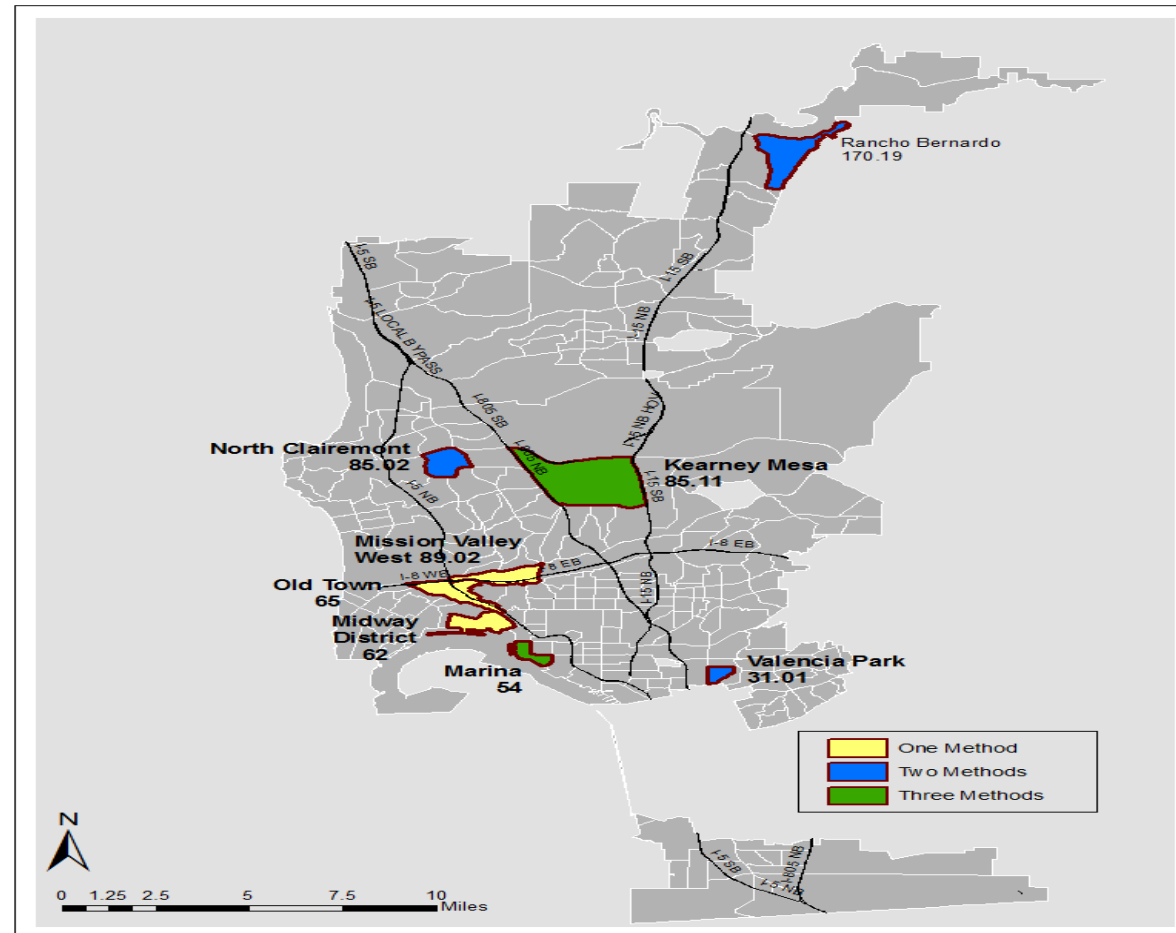 Rancho Bernardo
170.19
I-5 SB
I-15 SB
I-15 NB
I-5 LOCAL BYPASS
I-805 SB
I-15 NB HOV
I-805 NB
North Clairemont
85.02
Kearney Mesa
85.11
I-15 SB
I-5 NB
Mission Valley
West 89.02
I-8 EB
8 EB
I-8 WB
Old Town
65
I-15 NB
Midway
District
62
Marina
54
Valencia Park
31.01
One Method
Two Methods
Three Methods
N
I-5 SB
I-805 NB
I-5 NB
0 1.25 2.5 5 7.5 10
Miles